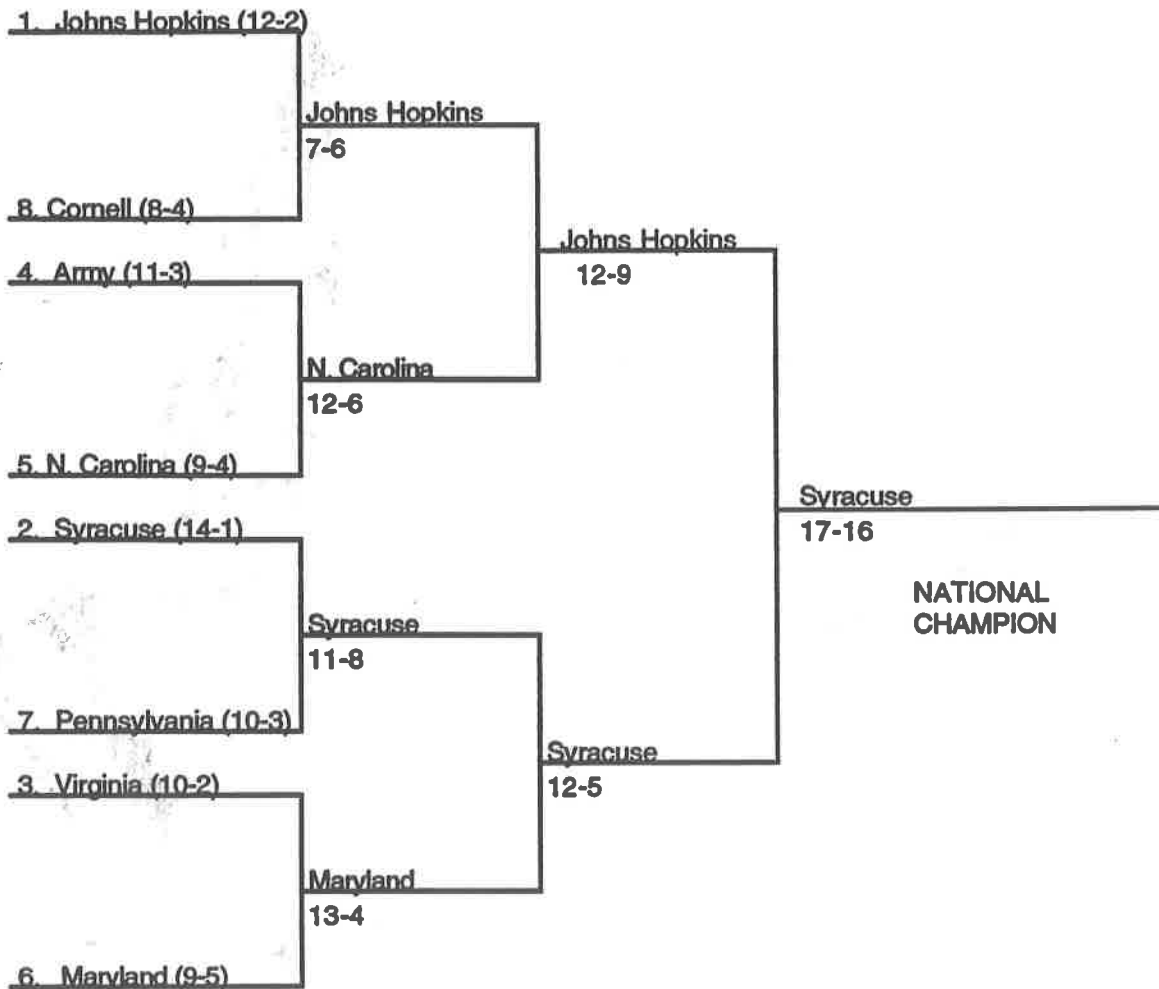 1. Johns Hopkins (12-2)
Johns Hopkins
7-6
8. Cornell (8-4)
Johns Hopkins
12-9
4. Army (11-3)
N. Carolina
12-6
5. N. Carolina (9-4)
Syracuse
17-16
NATIONAL
CHAMPION
2. Syracuse (14-1)
Syracuse
11-8
7. Pennsylvania (10-3)
Syracuse
12-5
3. Virginia (10-2)
Maryland
13-4
6. Maryland (9-5)